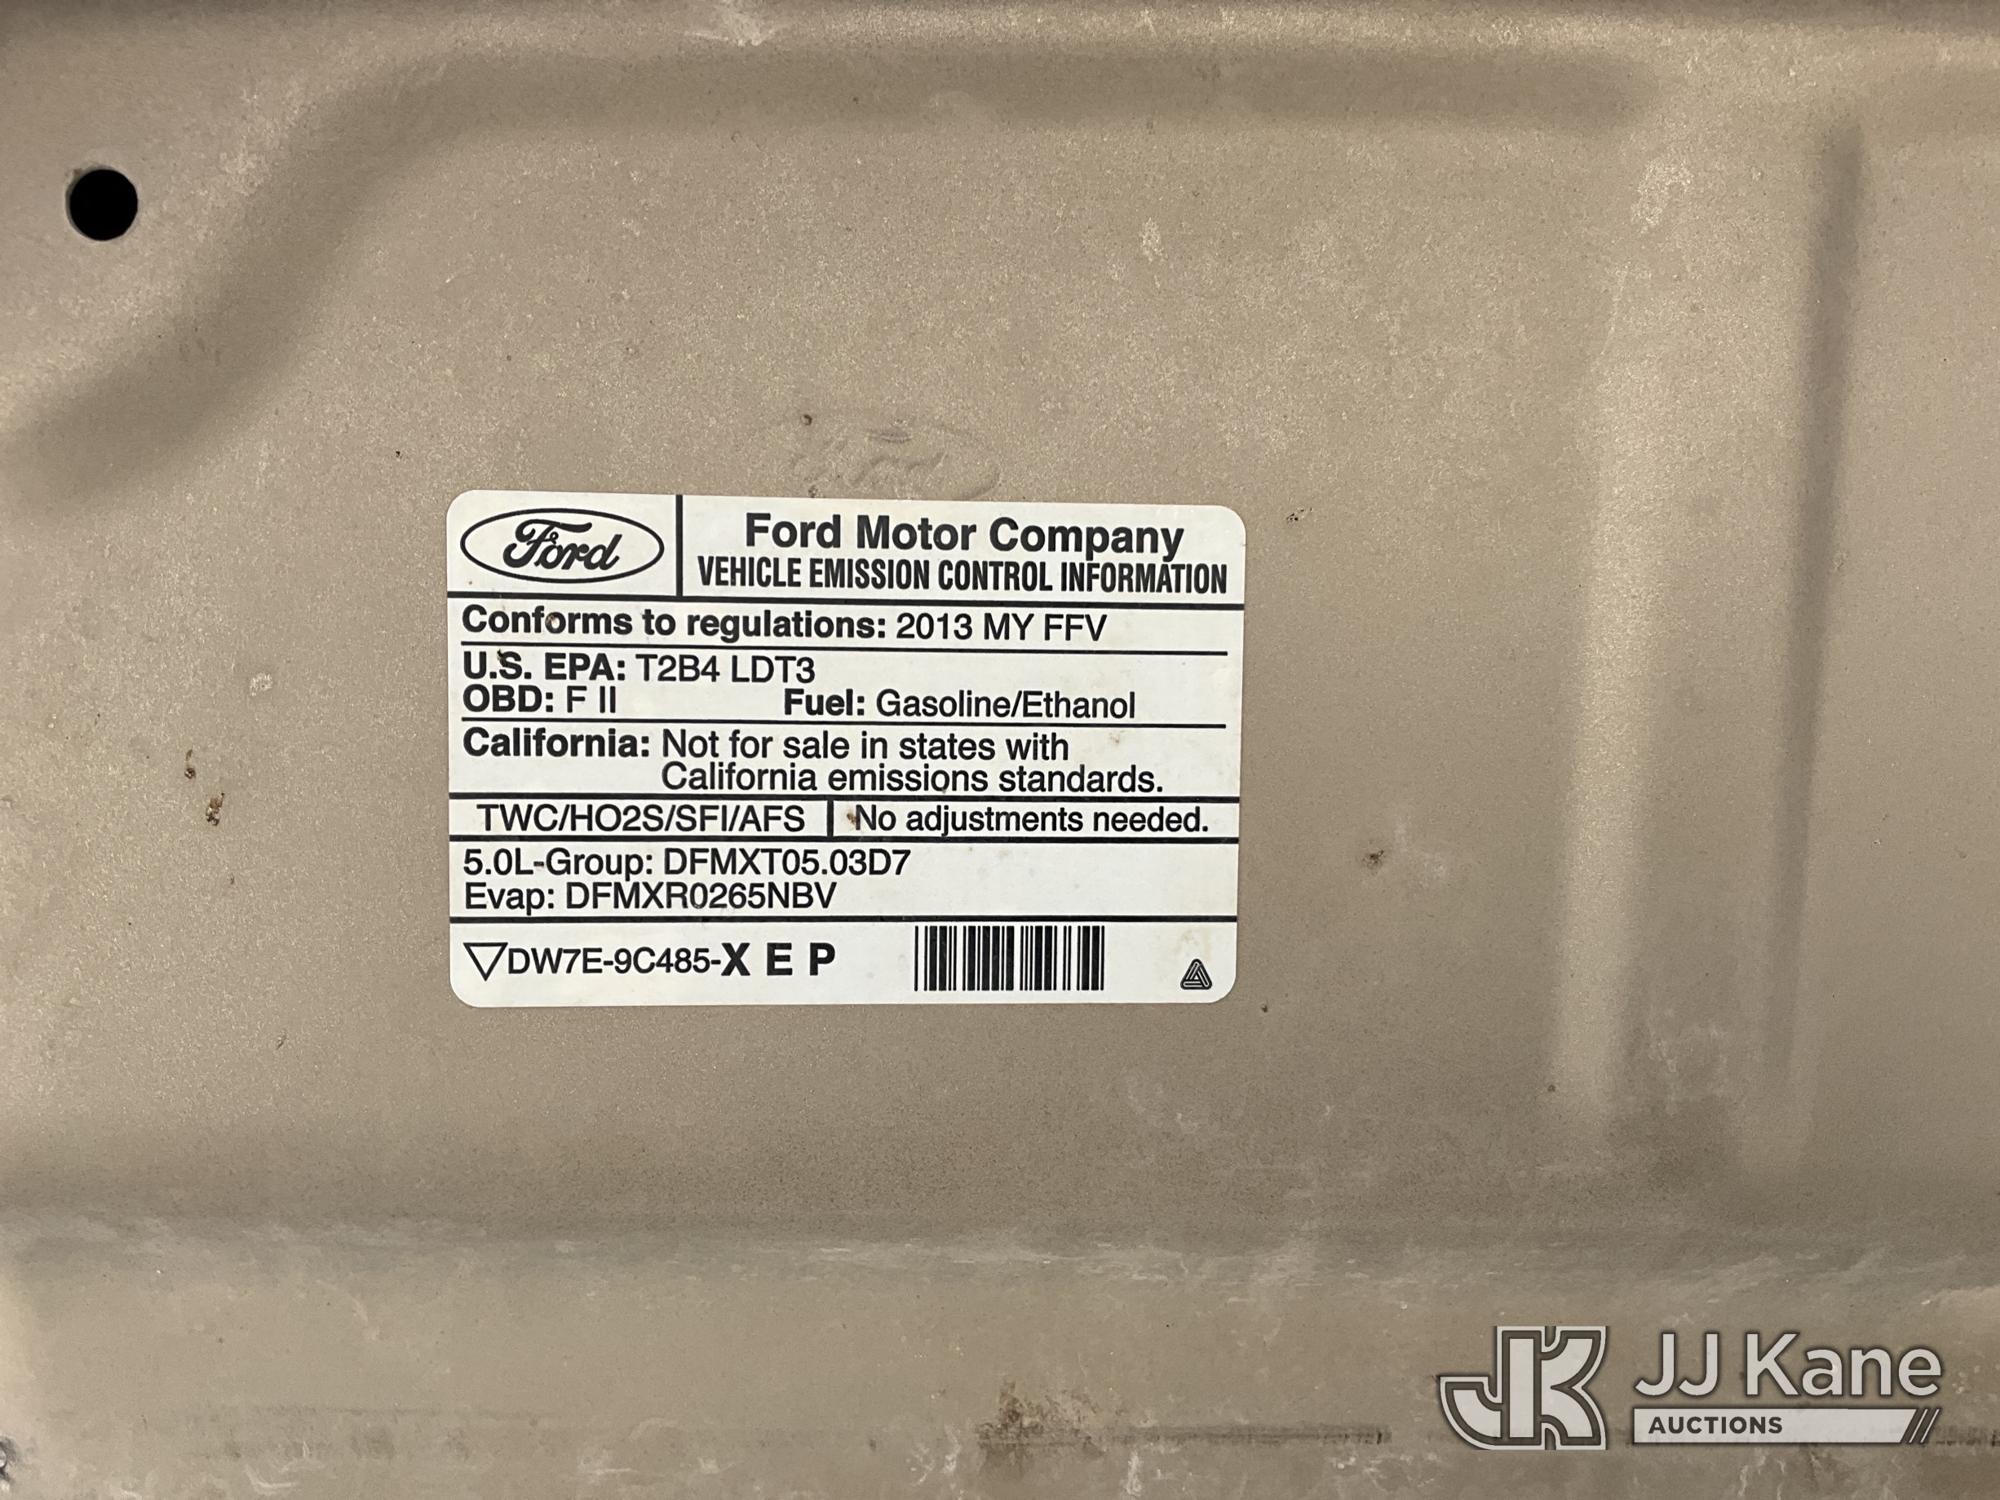 Ford
Ford Motor Company
VEHICLE EMISSION CONTROL INFORMATION
Conforms to regulations: 2013 MY FFV
U.S. EPA: T2B4 LDT3
OBD: F II Fuel: Gasoline/Ethanol
California: Not for sale in states with
California emissions standards.
TWC/HO2S/SFI/AFS No adjustments needed.
5.0L-Group: DFMXT05.03D7
Evap: DFMXR0265NBV
DW7E-9C485-X E P
JK JJ Kane
AUCTIONS